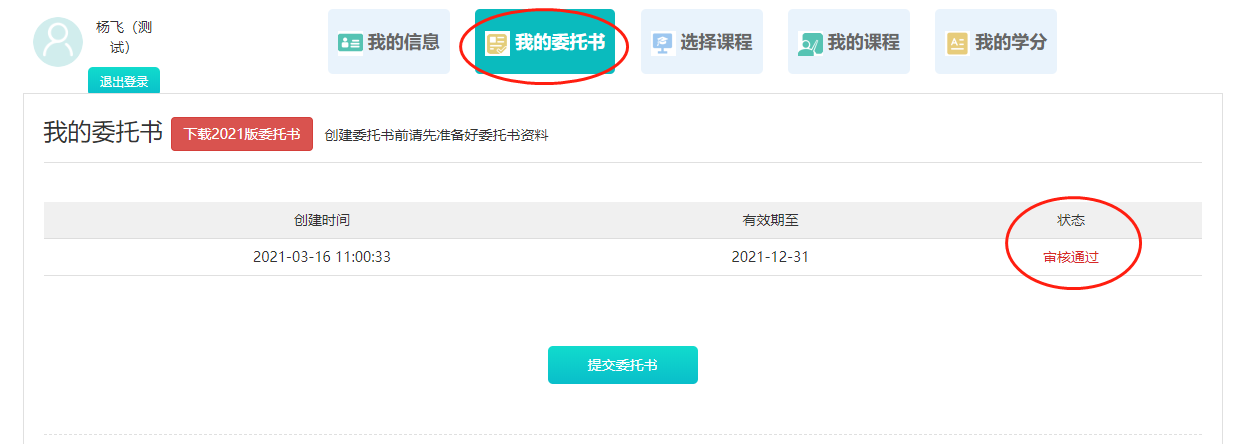 杨飞（测
试）
退出登录
我的信息
我的委托书
选择课程
我的课程
我的学分
我的委托书 下载2021版委托书 创建委托书前请先准备好委托书资料
创建时间 有效期至 状态
2021-03-16 11:00:33 2021-12-31 审核通过
提交委托书